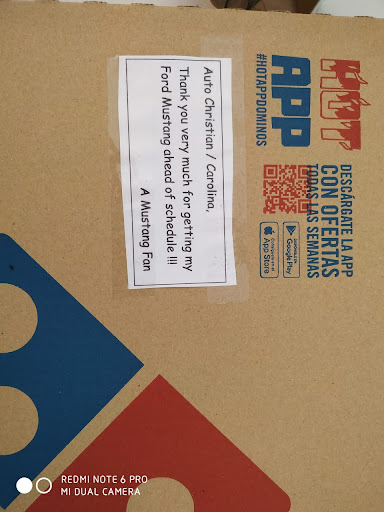 Auto Christian / Carolina,
Thank you very much for getting my
Ford Mustang ahead of schedule !!!
A Mustang Fan
HOT
APP
#HOTAPPDOMINOS
DESCÁRGATE LA APP
CON OFERTAS
TODAS LAS SEMANAS
Google Play
App Store
REDMI NOTE 6 PRO
MI DUAL CAMERA